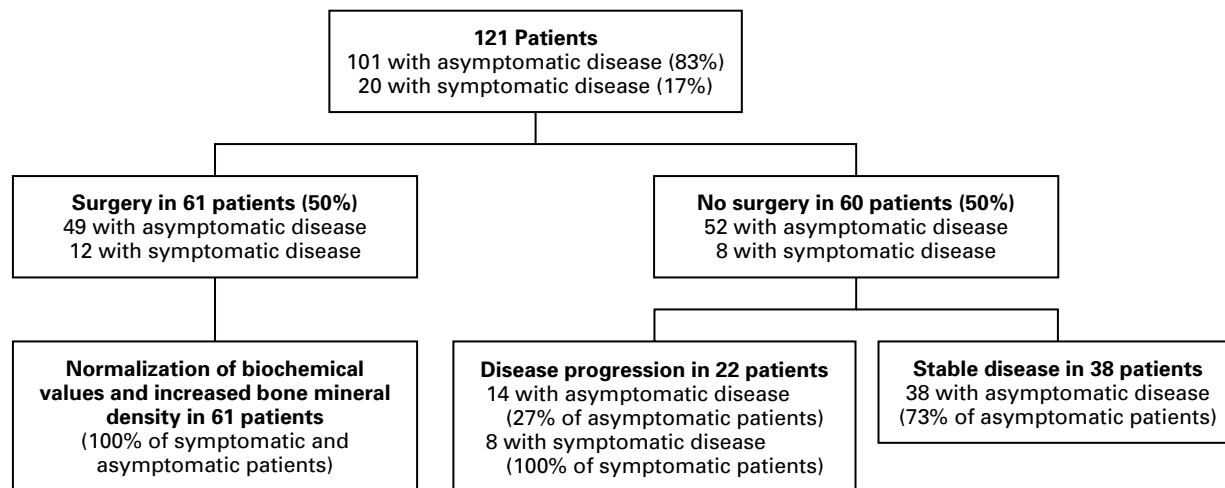 121 Patients
101 with asymptomatic disease (83%)
20 with symptomatic disease (17%)
Surgery in 61 patients (50%)
49 with asymptomatic disease
12 with symptomatic disease
No surgery in 60 patients (50%)
52 with asymptomatic disease
8 with symptomatic disease
Normalization of biochemical
values and increased bone mineral
density in 61 patients
(100% of symptomatic and
asymptomatic patients)
Disease progression in 22 patients
14 with asymptomatic disease
(27% of asymptomatic patients)
8 with symptomatic disease
(100% of symptomatic patients)
Stable disease in 38 patients
38 with asymptomatic disease
(73% of asymptomatic patients)